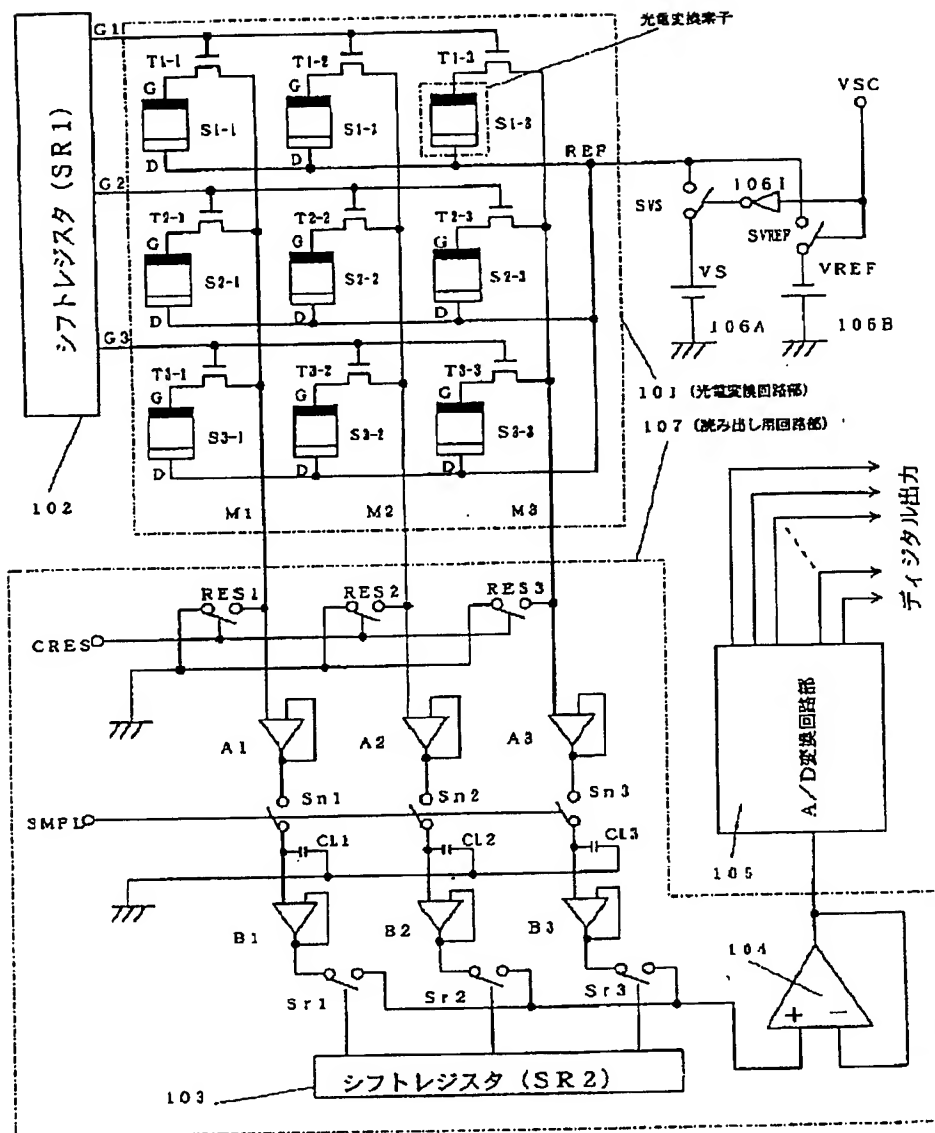 光電変換素子
G1
T1-1
T1-2
T1-3
VSC
G
S1-1
S1-2
S1-3
D
REF
シフトレジスタ (SR1)
G2
106I
SVS
SVREF
T2-3
T2-2
T2-3
G
G
G
S2-1
S2-2
S2-3
VS
VREF
D
D
D
106A
106B
G3
T3-1
T3-2
T3-3
101 (光電変換回路部)
G
G
G
107 (読み出し用回路部)
S3-1
S3-2
S3-3
D
D
D
102
M1
M2
M3
ディジタル出力
RES1
RES2
RES3
CRES
A1
A2
A3
A/D変換回路部
Sn1
Sn2
Sn3
SMPL
CL1
CL2
CL3
105
B1
B2
B3
104
Sr1
Sr2
Sr3
+
−
シフトレジスタ (SR2)
103